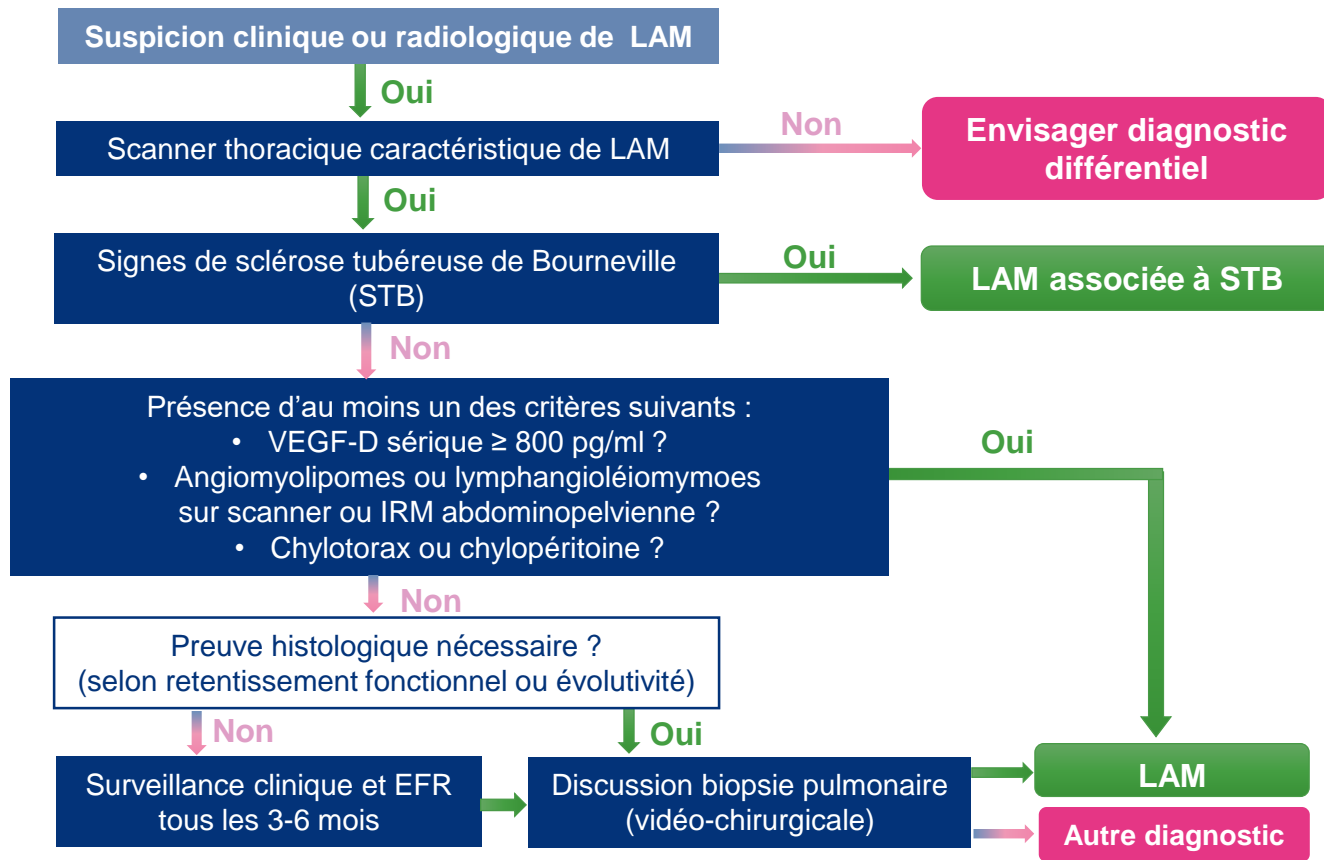 Suspicion clinique ou radiologique de LAM
Oui
Scanner thoracique caractéristique de LAM
Non
Envisager diagnostic
différentiel
Oui
Signes de sclérose tubéreuse de Bourneville
(STB)
Oui
LAM associée à STB
Non
Présence d'au moins un des critères suivants :
• VEGF-D sérique ≥ 800 pg/ml ?
• Angiomyolipomes ou lymphangioléiomymoes
sur scanner ou IRM abdominopelvienne ?
• Chylotorax ou chylopéritoine ?
Oui
Non
Preuve histologique nécessaire ?
(selon retentissement fonctionnel ou évolutivité)
Non
Oui
Surveillance clinique et EFR
tous les 3-6 mois
Discussion biopsie pulmonaire
(vidéo-chirurgicale)
LAM
Autre diagnostic